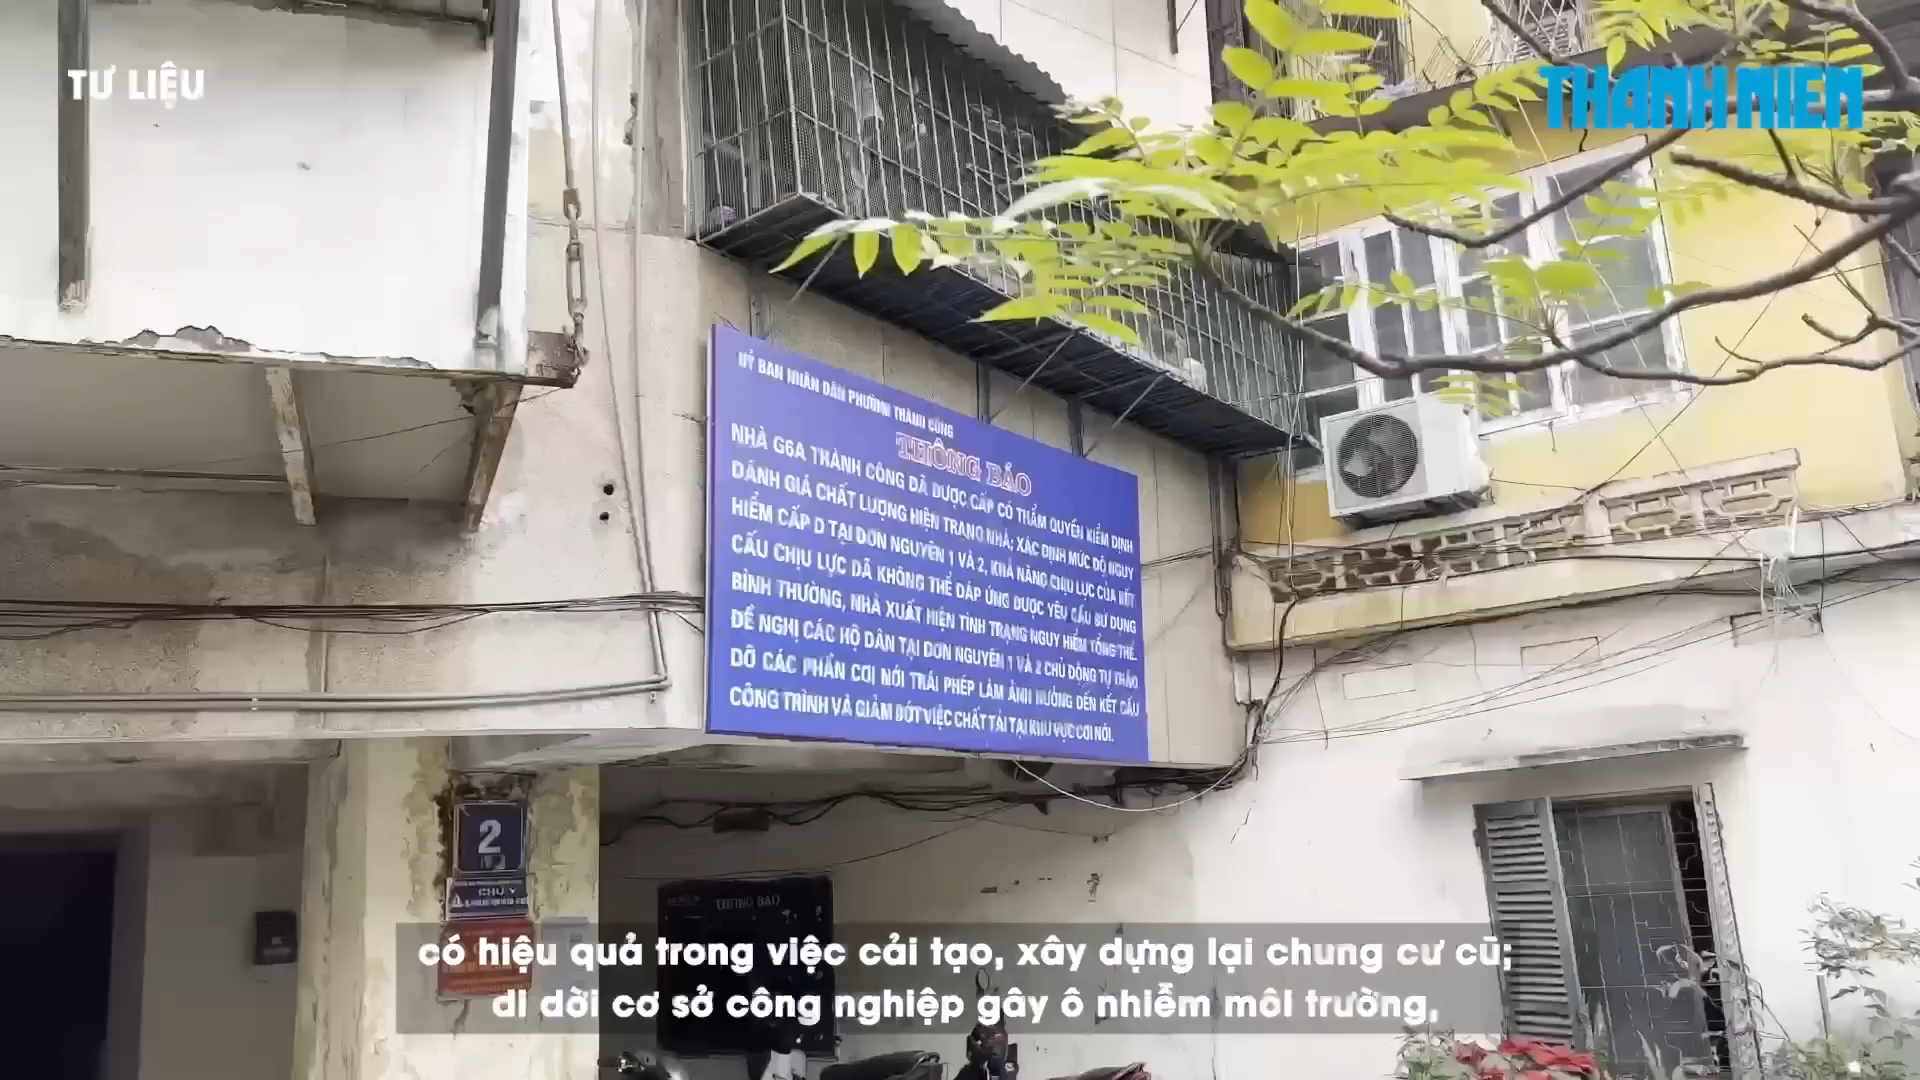 TƯ LIỆU
THANH NIÊN
UỶ BAN NHÂN DÂN PHƯỜNG THÀNH CÔNG
THÔNG BÁO
NHÀ G6A THÀNH CÔNG ĐÃ ĐƯỢC CẤP CÓ THẨM QUYỀN KIỂM ĐỊNH
ĐÁNH GIÁ CHẤT LƯỢNG HIỆN TRẠNG NHÀ; XÁC ĐỊNH MỨC ĐỘ NGUY
HIỂM CẤP D TẠI ĐƠN NGUYÊN 1 VÀ 2, KHẢ NĂNG CHỊU LỰC CỦA KẾT
CẤU CHỊU LỰC ĐÃ KHÔNG THỂ ĐÁP ỨNG ĐƯỢC YÊU CẦU SỬ DỤNG
BÌNH THƯỜNG, NHÀ XUẤT HIỆN TÌNH TRẠNG NGUY HIỂM TỔNG THỂ.
ĐỀ NGHỊ CÁC HỘ DÂN TẠI ĐƠN NGUYÊN 1 VÀ 2 CHỦ ĐỘNG TỰ THÁO
DỠ CÁC PHẦN CƠI NỚI TRÁI PHÉP LÀM ẢNH HƯỞNG ĐẾN KẾT CẤU
CÔNG TRÌNH VÀ GIẢM BỚT VIỆC CHẤT TẢI TẠI KHU VỰC CƠI NỚI.
2
CHÚ Ý
THÔNG BÁO
có hiệu quả trong việc cải tạo, xây dựng lại chung cư cũ;
di dời cơ sở công nghiệp gây ô nhiễm môi trường,